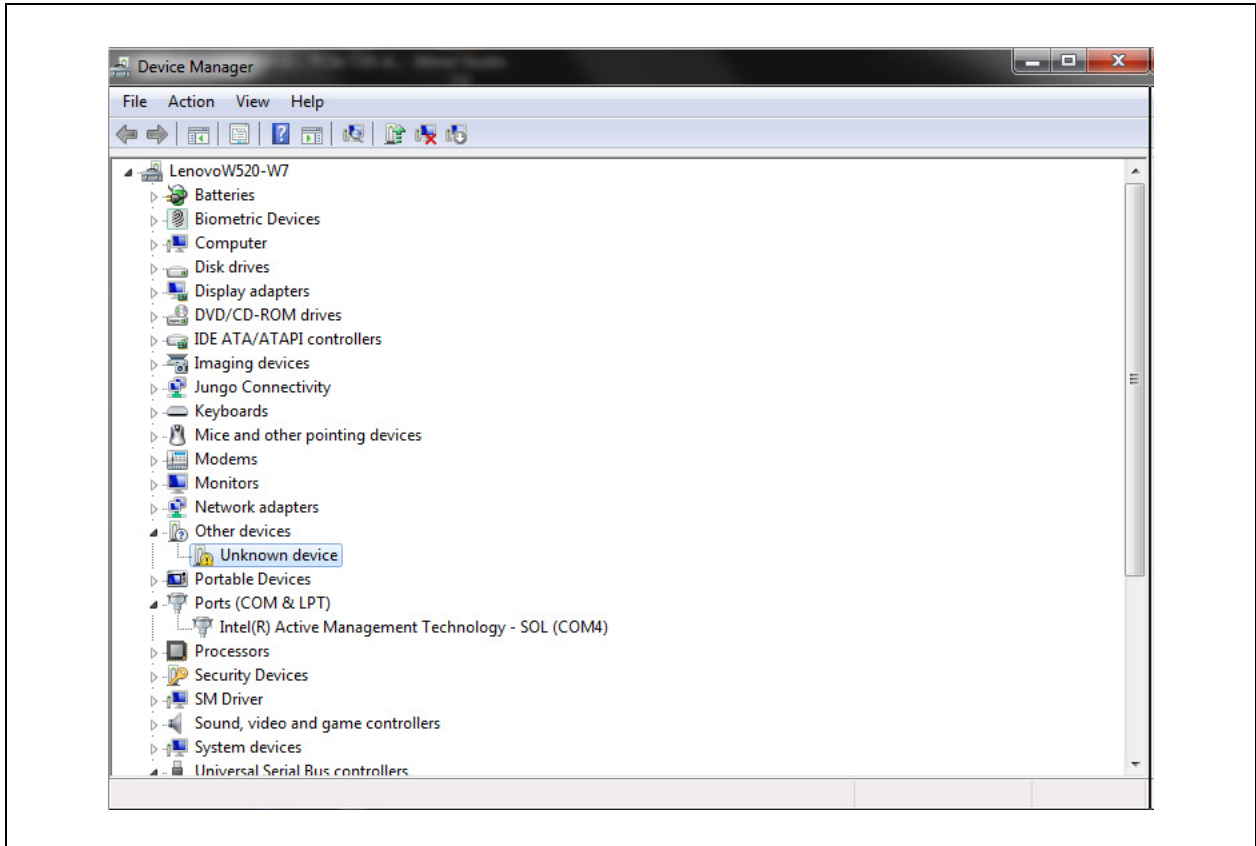 Device Manager
File Action View Help
LenovoW520-W7
Batteries
Biometric Devices
Computer
Disk drives
Display adapters
DVD/CD-ROM drives
IDE ATA/ATAPI controllers
Imaging devices
Jungo Connectivity
Keyboards
Mice and other pointing devices
Modems
Monitors
Network adapters
Other devices
Unknown device
Portable Devices
Ports (COM & LPT)
Intel(R) Active Management Technology - SOL (COM4)
Processors
Security Devices
SM Driver
Sound, video and game controllers
System devices
Universal Serial Bus controllers